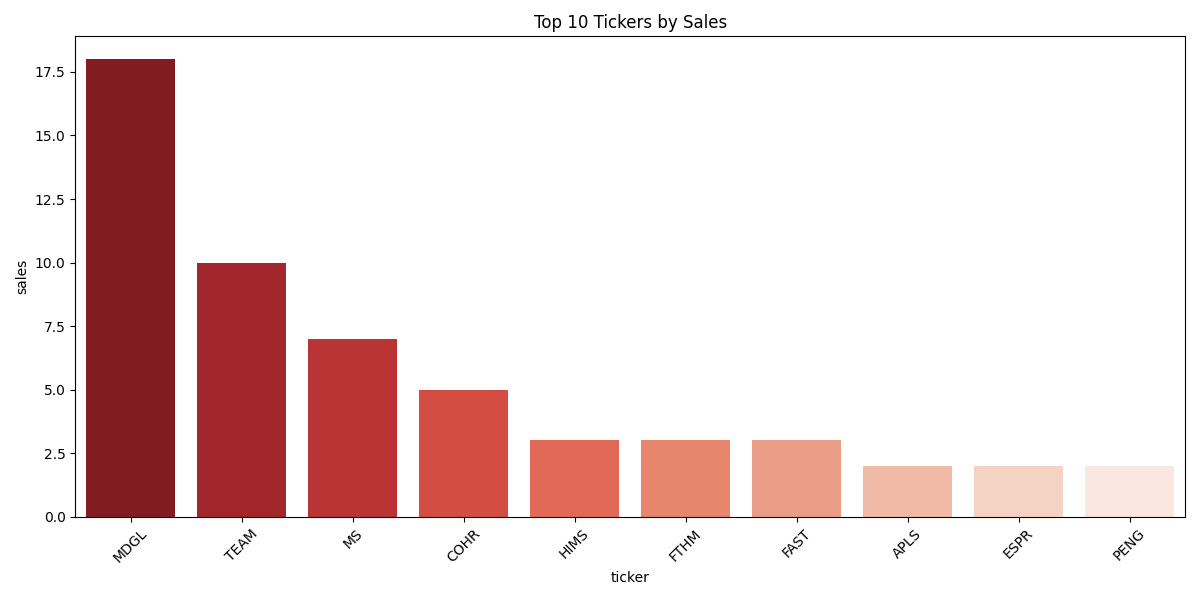 Top 10 Tickers by Sales
17.5
15.0
12.5
10.0
7.5
5.0
2.5
0.0
sales
MDGL
TEAM
MS
COHR
HIMS
FTHM
FAST
APLS
ESPR
PENG
ticker